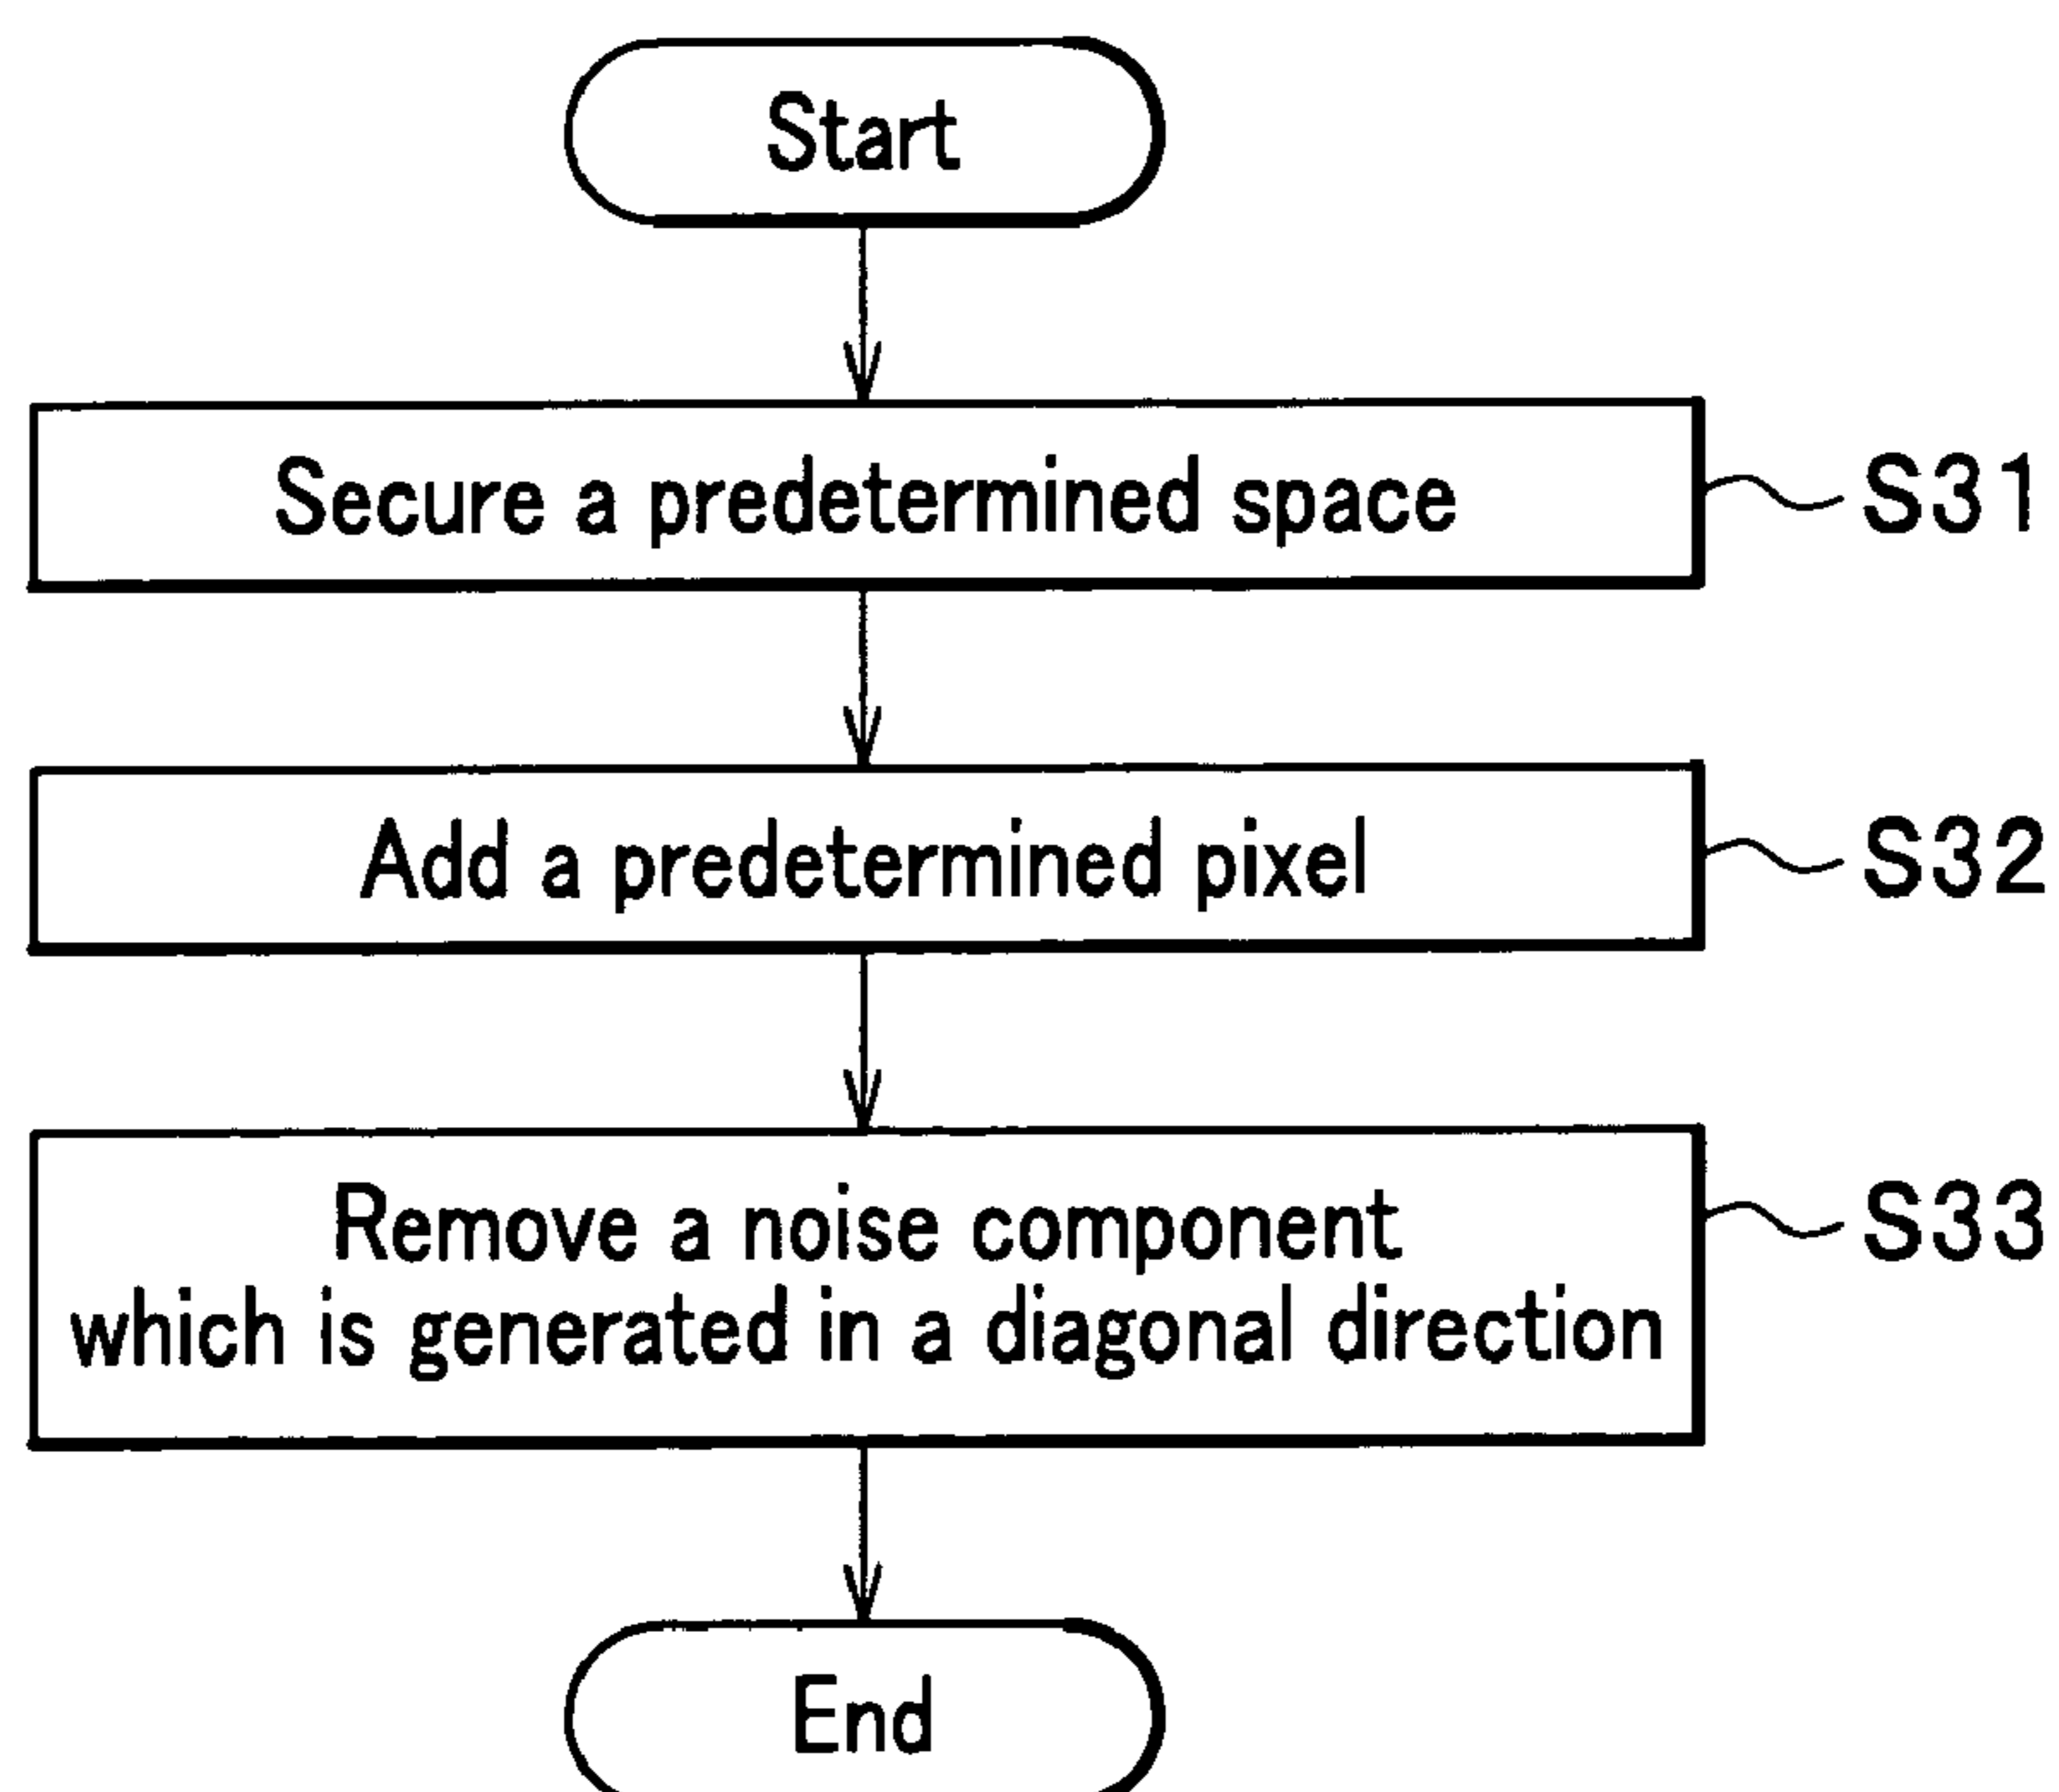 Start
Secure a predetermined space
S31
Add a predetermined pixel
S32
Remove a noise component
which is generated in a diagonal direction
S33
End